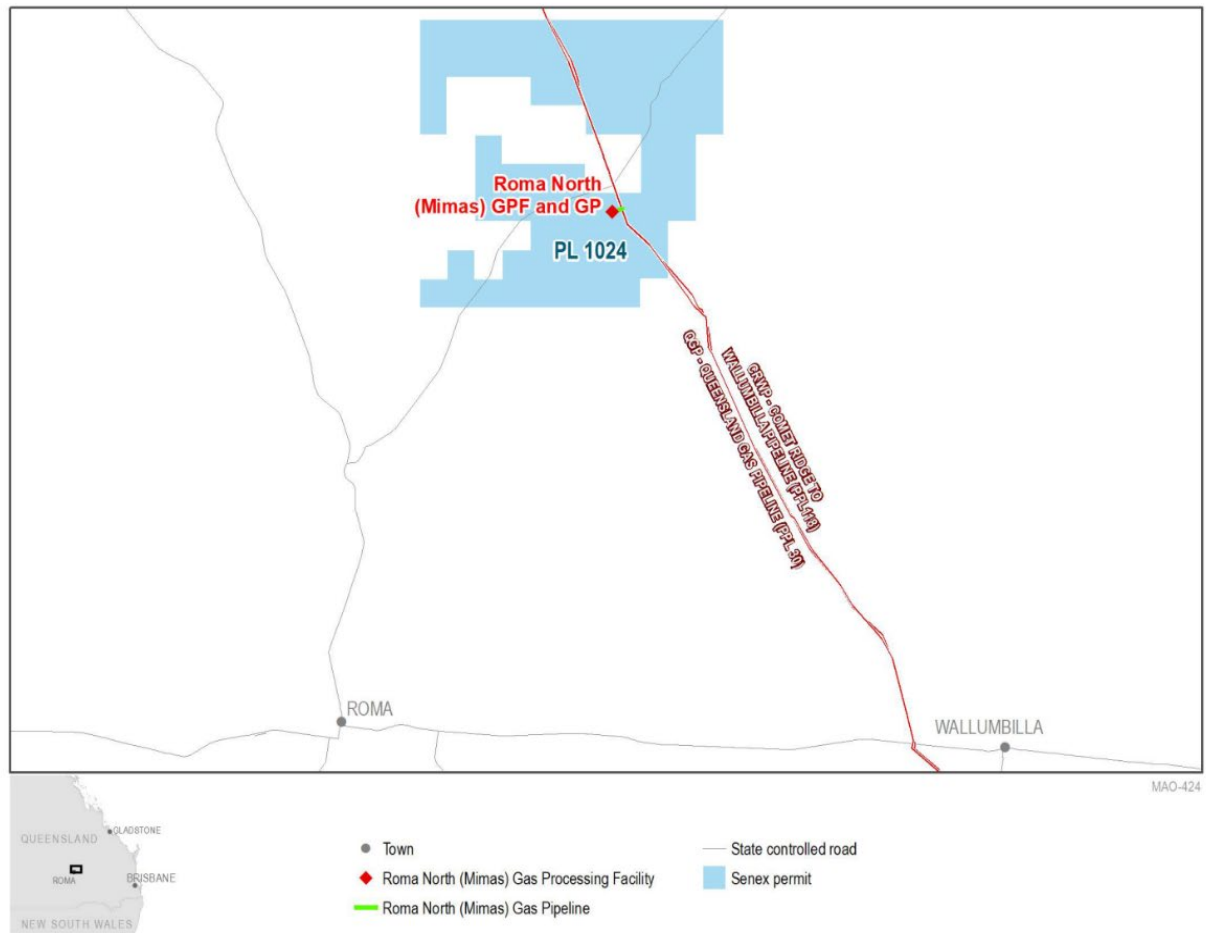 Roma North
(Mimas) GPF and GP
PL 1024
CRWP - COMET RIDGE TO
WALLUMBILLA PIPELINE (PPL118)
QGP - QUEENSLAND GAS PIPELINE (PPL 30)
ROMA
WALLUMBILLA
MAO-424
QUEENSLAND
GLADSTONE
ROMA
BRISBANE
NEW SOUTH WALES
Town
Roma North (Mimas) Gas Processing Facility
Roma North (Mimas) Gas Pipeline
State controlled road
Senex permit